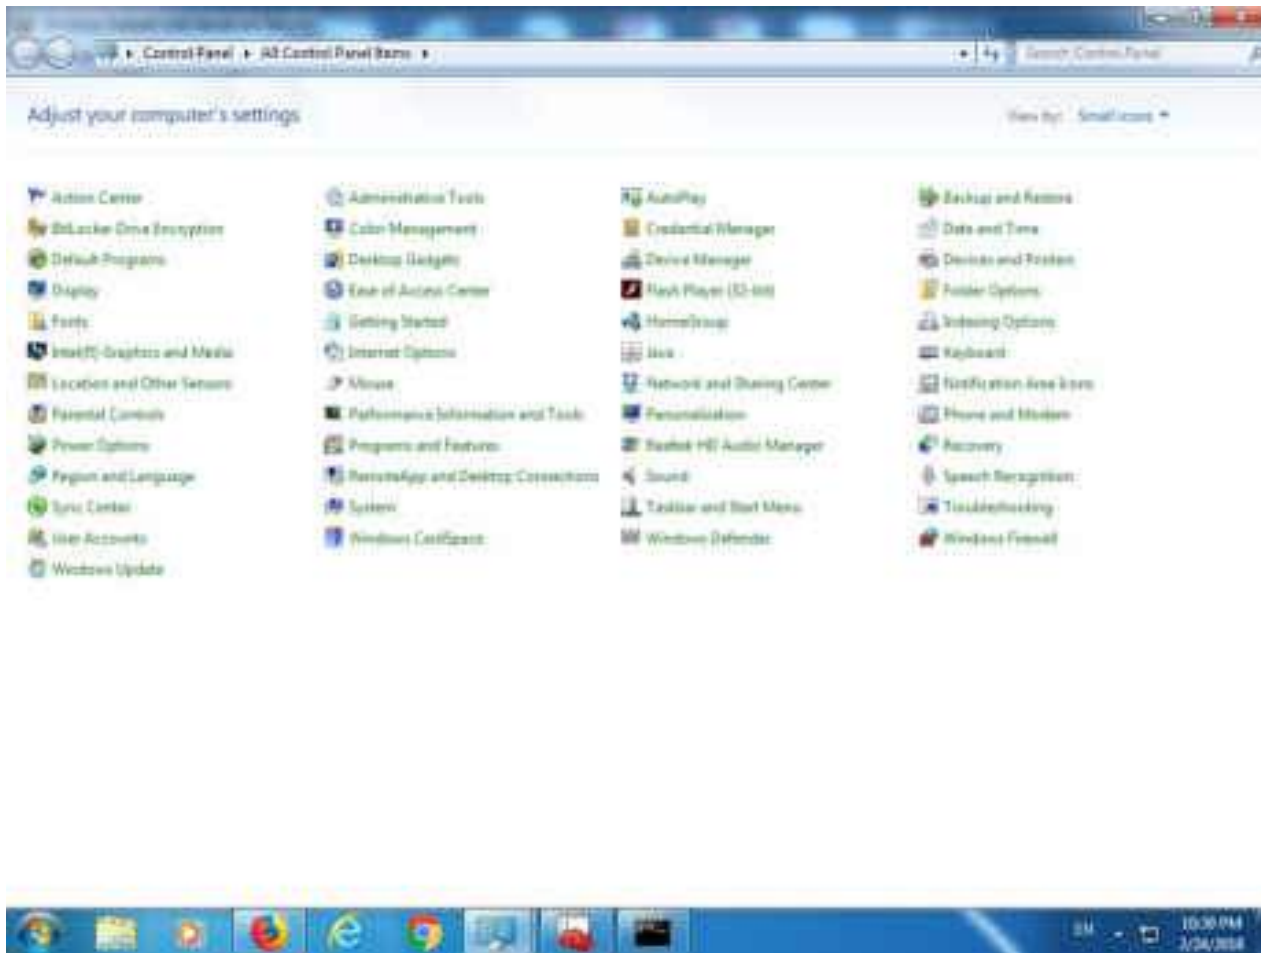 Control Panel ▸ All Control Panel Items ▸ Search Control Panel
Adjust your computer's settings View by: Small icons
Action Center Administrative Tools AutoPlay Backup and Restore
BitLocker Drive Encryption Color Management Credential Manager Date and Time
Default Programs Desktop Gadgets Device Manager Devices and Printers
Display Ease of Access Center Flash Player (32-bit) Folder Options
Fonts Getting Started HomeGroup Indexing Options
Intel(R) Graphics and Media Internet Options Java Keyboard
Location and Other Sensors Mouse Network and Sharing Center Notification Area Icons
Parental Controls Performance Information and Tools Personalization Phone and Modem
Power Options Programs and Features Realtek HD Audio Manager Recovery
Region and Language RemoteApp and Desktop Connections Sound Speech Recognition
Sync Center System Taskbar and Start Menu Troubleshooting
User Accounts Windows CardSpace Windows Defender Windows Firewall
Windows Update
EN 10:30 PM
2/24/2018